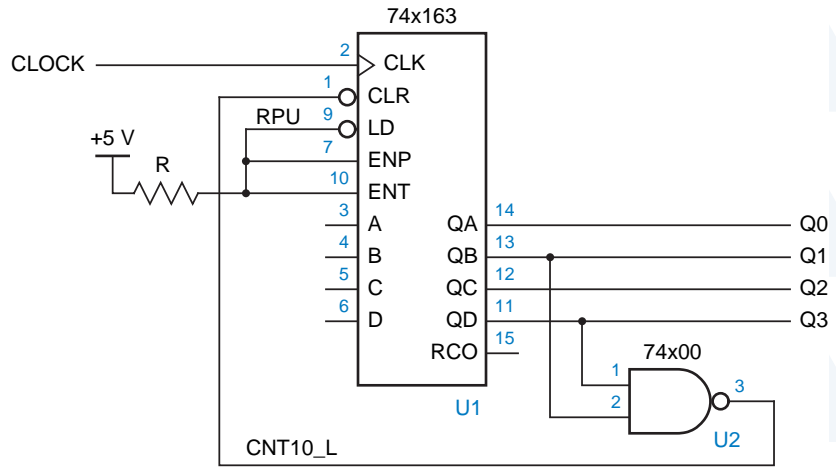 74x163
CLOCK
2
CLK
1
CLR
RPU
9
LD
+5 V
R
7
ENP
10
ENT
3
A
4
B
5
C
6
D
QA
14
Q0
QB
13
Q1
QC
12
Q2
QD
11
Q3
RCO
15
U1
74x00
1
2
3
U2
CNT10_L